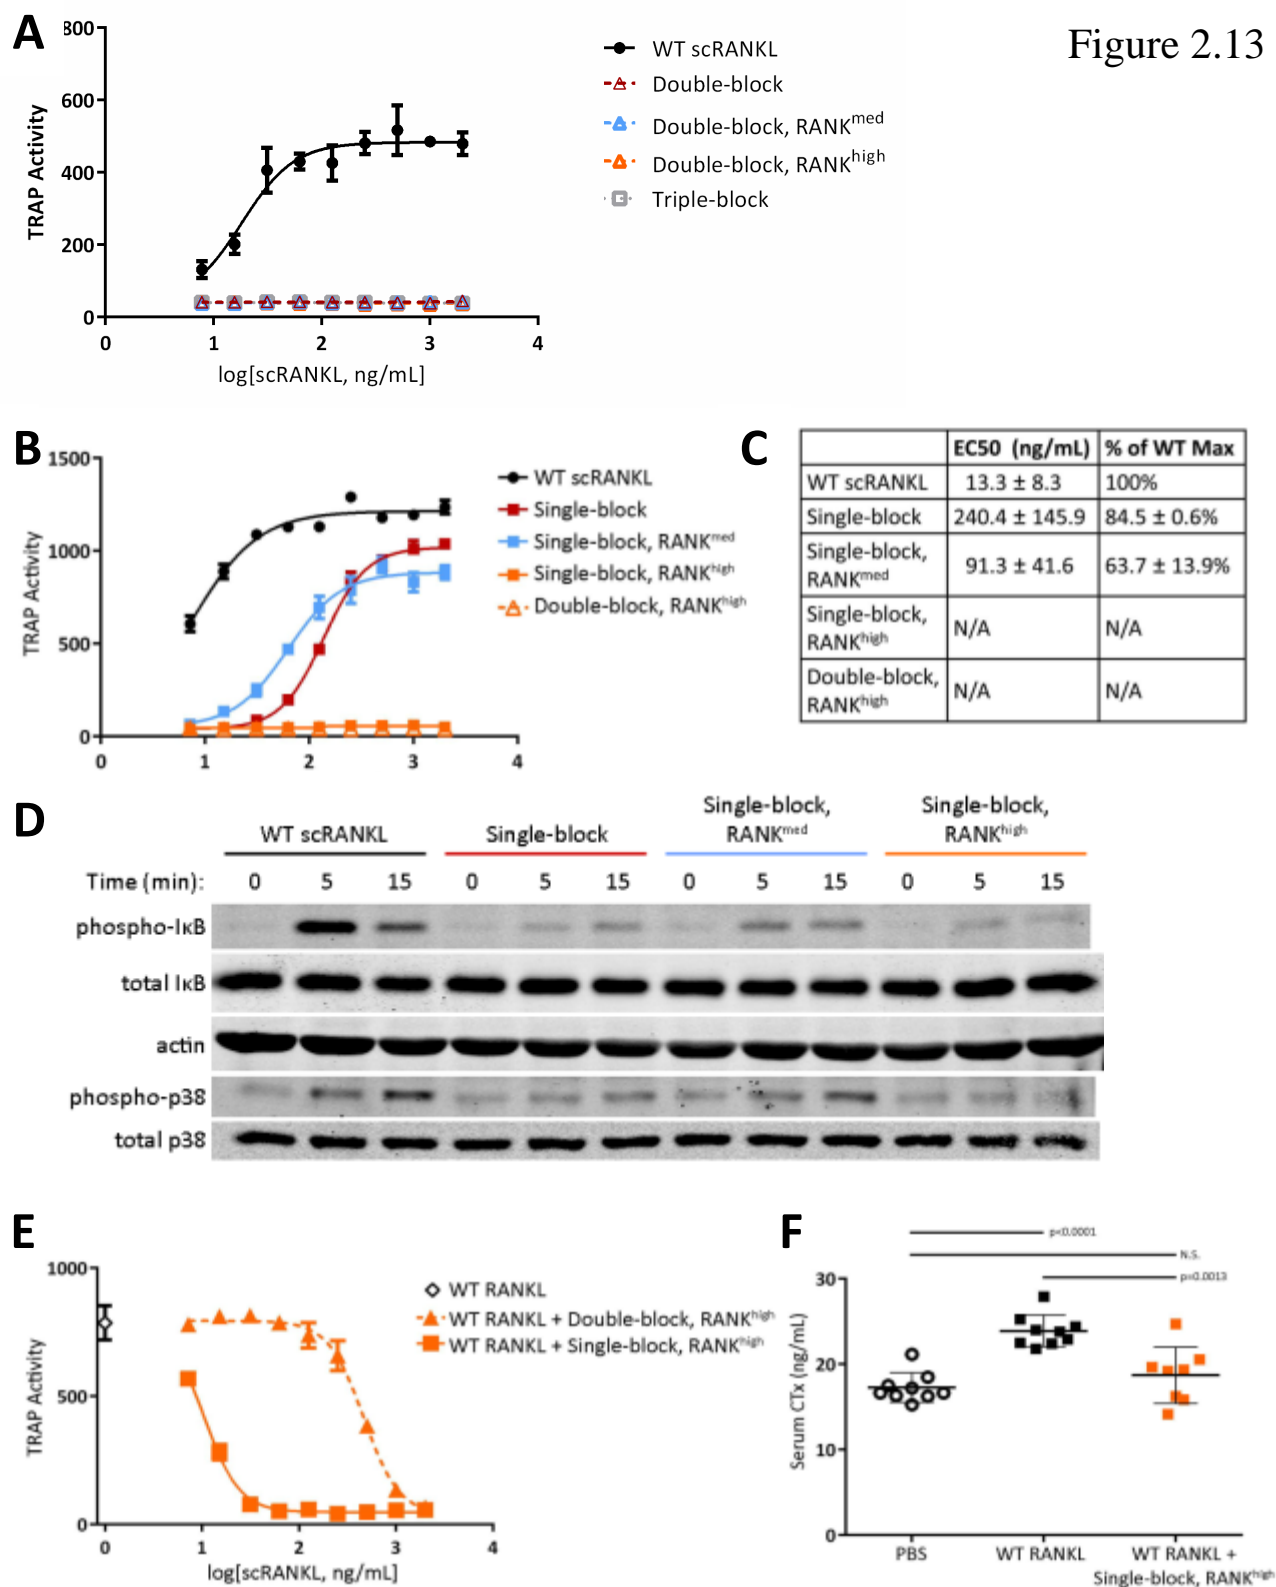 A
Figure 2.13
800
600
400
200
0
TRAP Activity
0 1 2 3 4
log[scRANKL, ng/mL]
WT scRANKL
Double-block
Double-block, RANKmed
Double-block, RANKhigh
Triple-block
B
1500
1000
500
0
TRAP Activity
0 1 2 3 4
WT scRANKL
Single-block
Single-block, RANKmed
Single-block, RANKhigh
Double-block, RANKhigh
C
EC50 (ng/mL) % of WT Max
WT scRANKL 13.3 ± 8.3 100%
Single-block 240.4 ± 145.9 84.5 ± 0.6%
Single-block,
RANKmed 91.3 ± 41.6 63.7 ± 13.9%
Single-block,
RANKhigh N/A N/A
Double-block,
RANKhigh N/A N/A
D
WT scRANKL
Single-block
Single-block,
RANKmed
Single-block,
RANKhigh
Time (min): 0 5 15 0 5 15 0 5 15 0 5 15
phospho-IκB
total IκB
actin
phospho-p38
total p38
E
1000
500
0
TRAP Activity
0 1 2 3 4
log[scRANKL, ng/mL]
WT RANKL
WT RANKL + Double-block, RANKhigh
WT RANKL + Single-block, RANKhigh
F
p<0.0001
N.S.
p=0.0013
30
20
10
0
Serum CTx (ng/mL)
PBS
WT RANKL
WT RANKL +
Single-block, RANKhigh